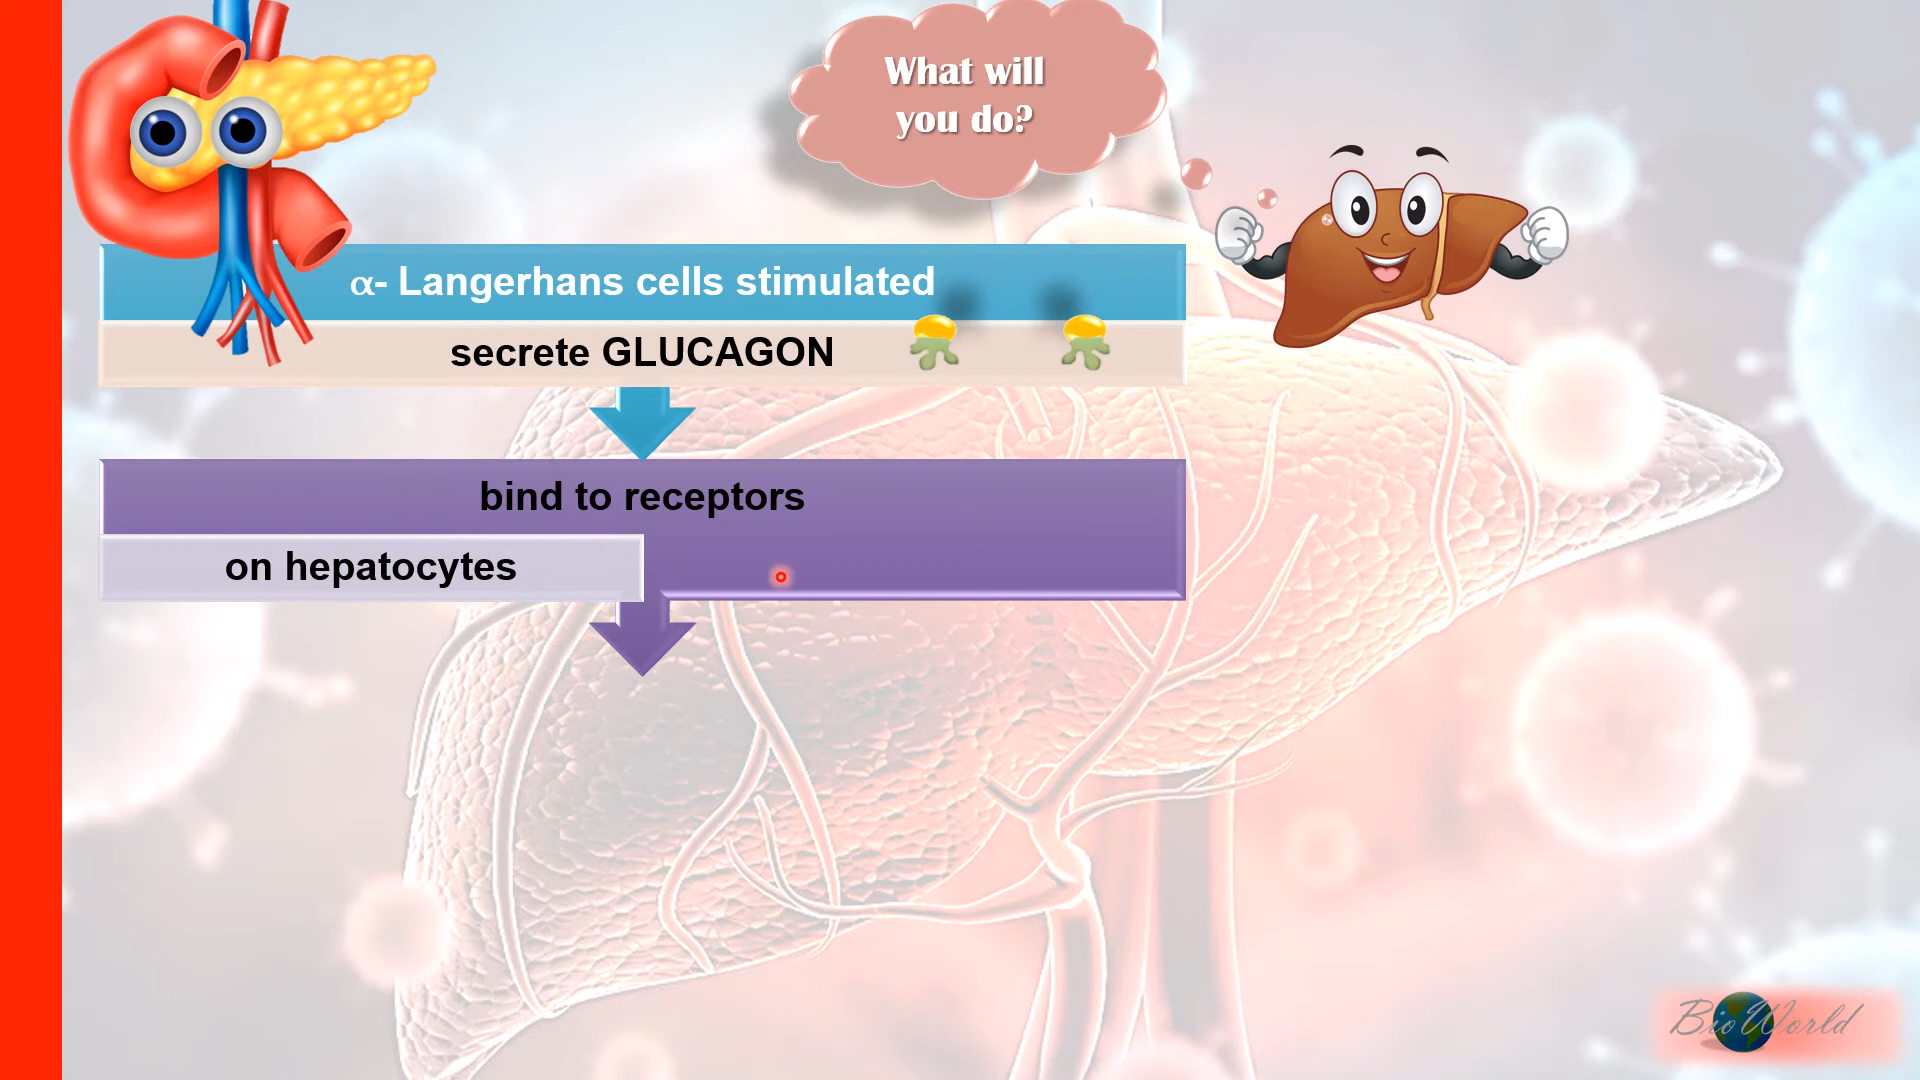 What will
you do?
α- Langerhans cells stimulated
secrete GLUCAGON
bind to receptors
on hepatocytes
BioWorld